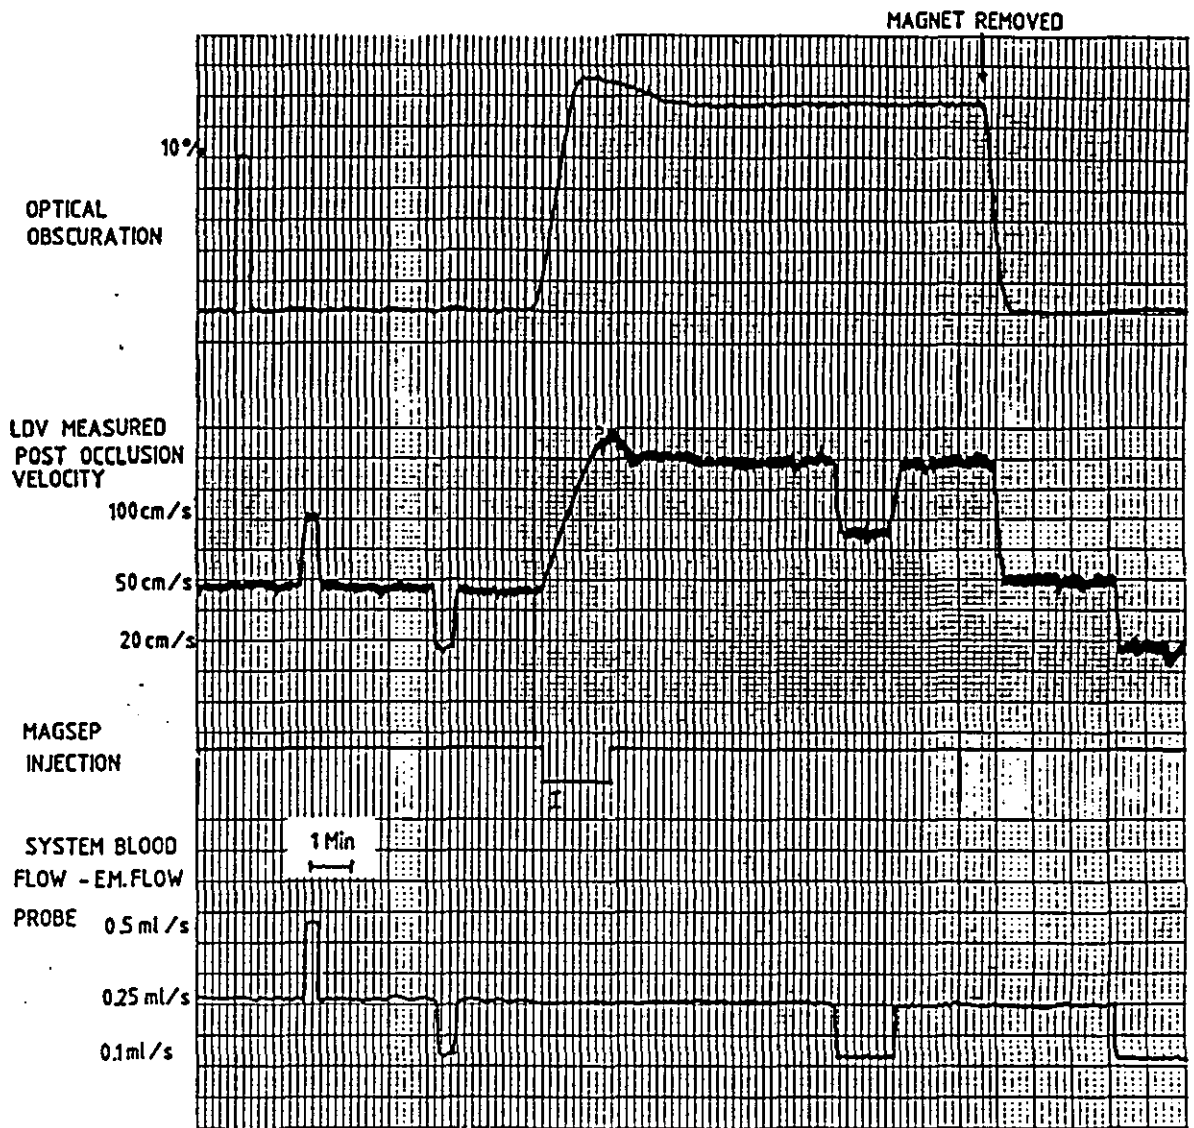 MAGNET REMOVED
10%
OPTICAL
OBSCURATION
LDV MEASURED
POST OCCLUSION
VELOCITY
100cm/s
50cm/s
20cm/s
MAGSEP
INJECTION
I
1 Min
SYSTEM BLOOD
FLOW - EM.FLOW
PROBE 0.5 ml/s
0.25 ml/s
0.1ml/s